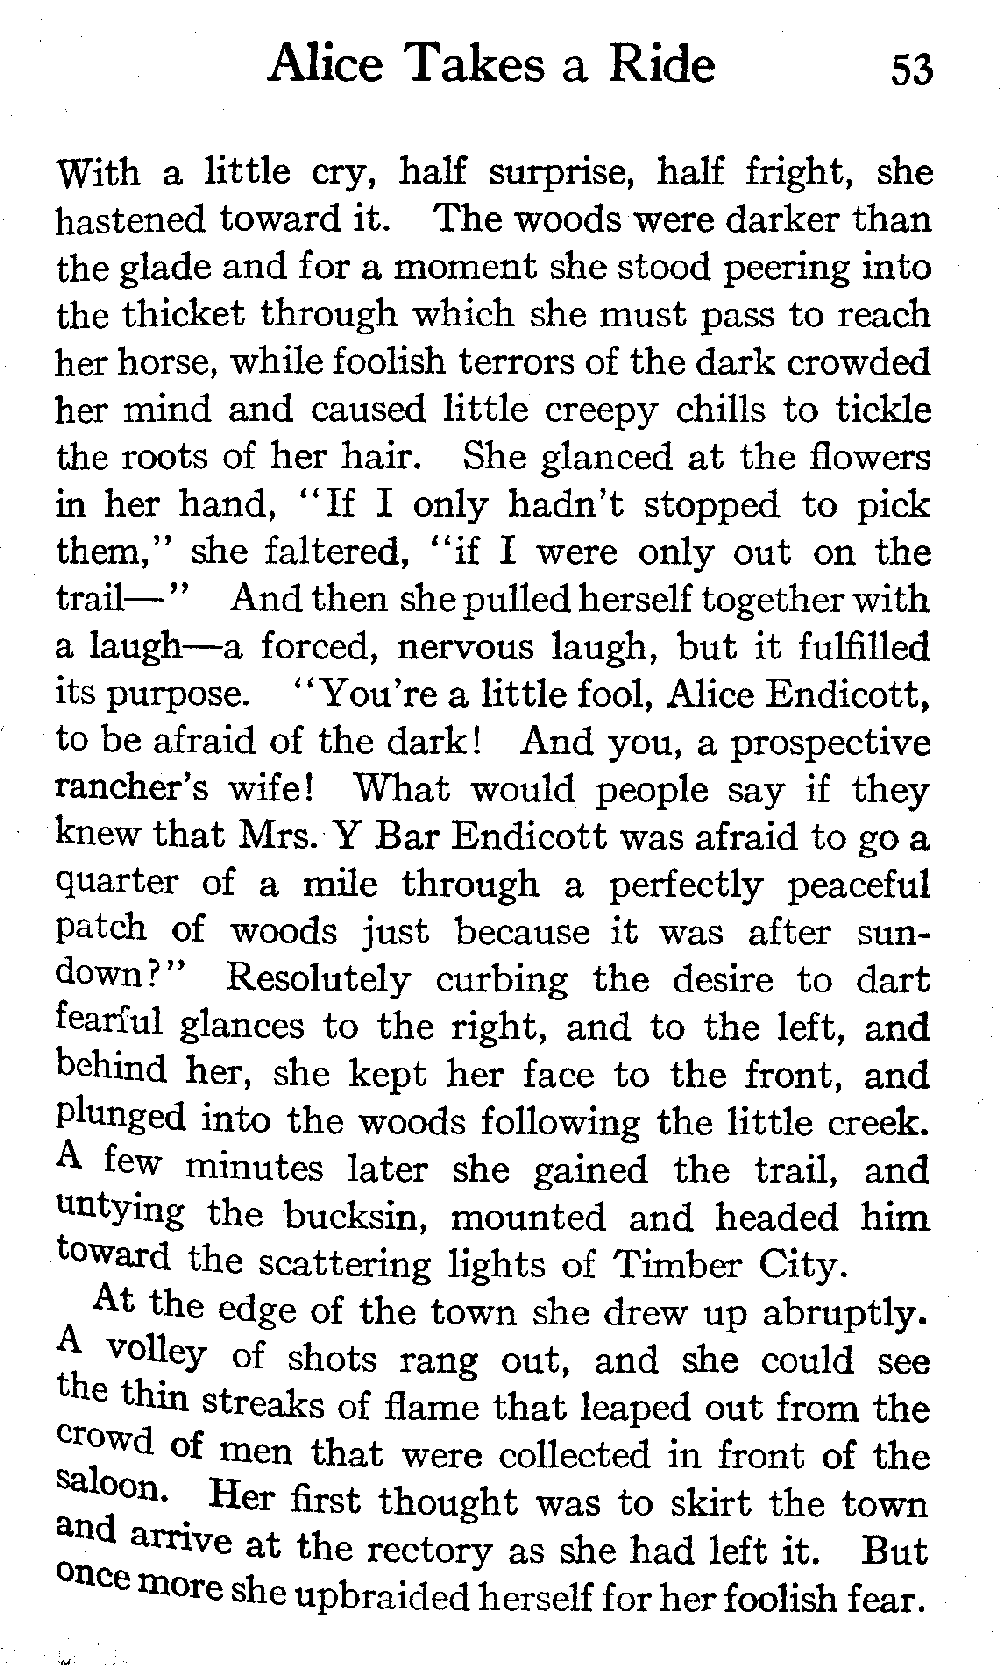 Alice Takes a Ride 53
With a little cry, half surprise, half fright, she
hastened toward it. The woods were darker than
the glade and for a moment she stood peering into
the thicket through which she must pass to reach
her horse, while foolish terrors of the dark crowded
her mind and caused little creepy chills to tickle
the roots of her hair. She glanced at the flowers
in her hand, "If I only hadn't stopped to pick
them," she faltered, "if I were only out on the
trail—" And then she pulled herself together with
a laugh—a forced, nervous laugh, but it fulfilled
its purpose. "You're a little fool, Alice Endicott,
to be afraid of the dark! And you, a prospective
rancher's wife! What would people say if they
knew that Mrs. Y Bar Endicott was afraid to go a
quarter of a mile through a perfectly peaceful
patch of woods just because it was after sun-
down?" Resolutely curbing the desire to dart
fearful glances to the right, and to the left, and
behind her, she kept her face to the front, and
plunged into the woods following the little creek.
A few minutes later she gained the trail, and
untying the bucksin, mounted and headed him
toward the scattering lights of Timber City.
At the edge of the town she drew up abruptly.
A volley of shots rang out, and she could see
the thin streaks of flame that leaped out from the
crowd of men that were collected in front of the
saloon. Her first thought was to skirt the town
and arrive at the rectory as she had left it. But
once more she upbraided herself for her foolish fear.